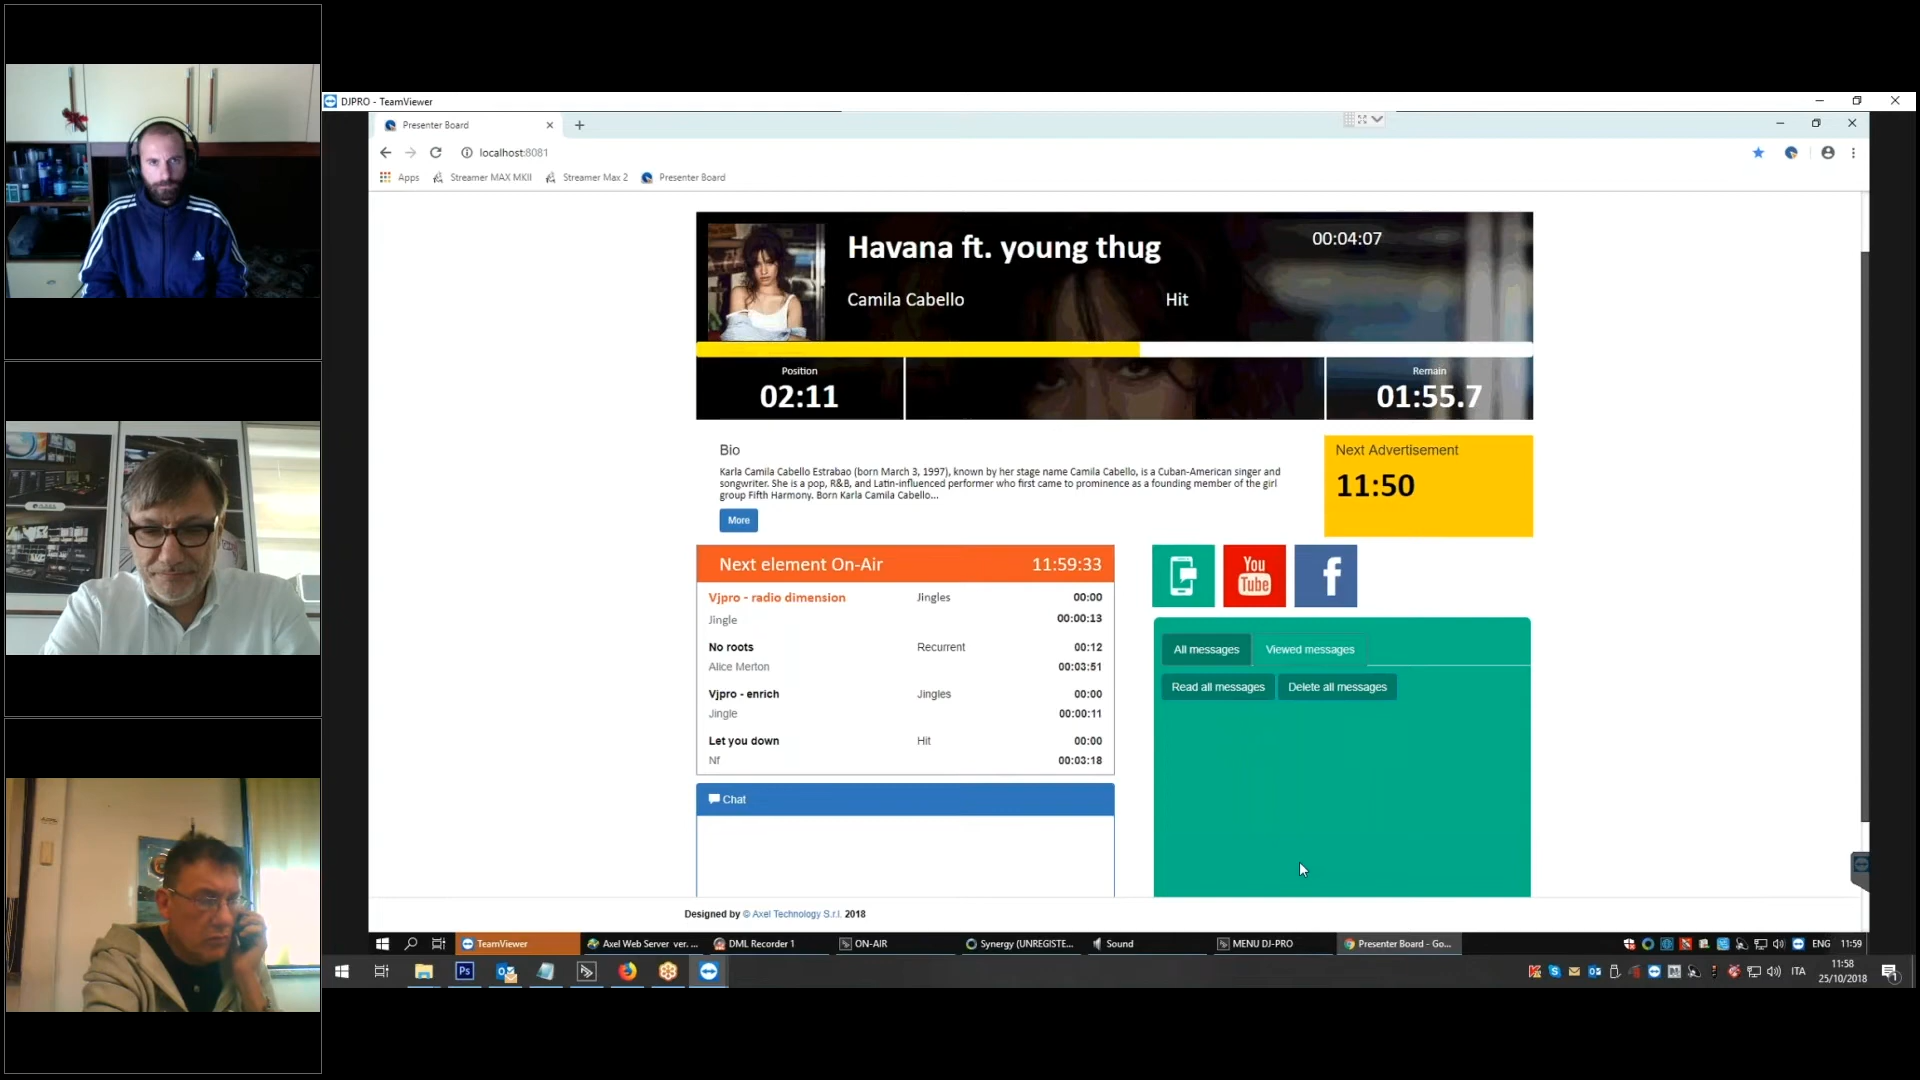 DJPRO - TeamViewer
Presenter Board
localhost:8081
Apps Streamer MAX MKII Streamer Max 2 Presenter Board
Havana ft. young thug
00:04:07
Camila Cabello
Hit
Position
02:11
Remain
01:55.7
Bio
Karla Camila Cabello Estrabao (born March 3, 1997), known by her stage name Camila Cabello, is a Cuban-American singer and
songwriter. She is a pop, R&B, and Latin-influenced performer who first came to prominence as a founding member of the girl
group Fifth Harmony. Born Karla Camila Cabello...
More
Next Advertisement
11:50
Next element On-Air 11:59:33
Vjpro - radio dimension Jingles 00:00
Jingle 00:00:13
No roots Recurrent 00:12
Alice Merton 00:03:51
Vjpro - enrich Jingles 00:00
Jingle 00:00:11
Let you down Hit 00:00
Nf 00:03:18
Chat
You
Tube
f
All messages Viewed messages
Read all messages Delete all messages
Designed by © Axel Technology S.r.l. 2018
TeamViewer Axel Web Server ver. ... DML Recorder 1 ON-AIR Synergy (UNREGISTE... Sound MENU DJ-PRO Presenter Board - Go... ENG 11:59
Ps ITA 11:58
25/10/2018